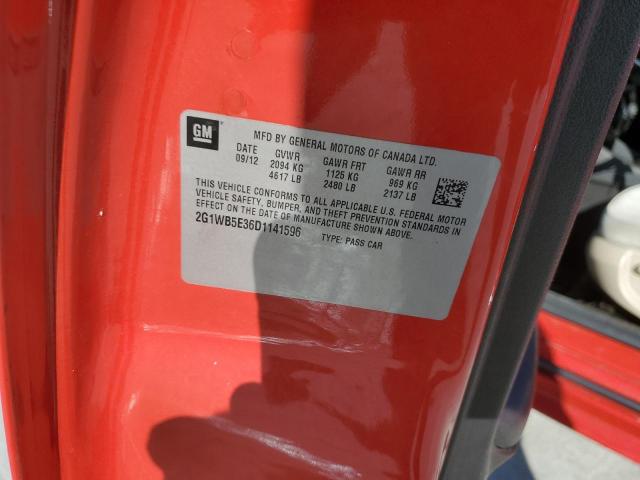 GM
MFD BY GENERAL MOTORS OF CANADA LTD.
DATE GVWR GAWR FRT GAWR RR
09/12 2094 KG 1125 KG 969 KG
4617 LB 2480 LB 2137 LB
THIS VEHICLE CONFORMS TO ALL APPLICABLE U.S. FEDERAL MOTOR
VEHICLE SAFETY, BUMPER, AND THEFT PREVENTION STANDARDS IN
EFFECT ON THE DATE OF MANUFACTURE SHOWN ABOVE.
2G1WB5E36D1141596 TYPE: PASS CAR